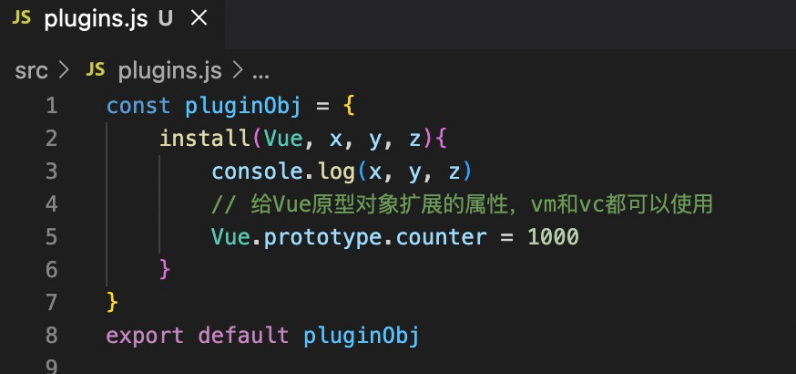 JS plugins.js U ×
src > JS plugins.js > ...
1 const pluginObj = {
2 install(Vue, x, y, z){
3 console.log(x, y, z)
4 // 给Vue原型对象扩展的属性，vm和vc都可以使用
5 Vue.prototype.counter = 1000
6 }
7 }
8 export default pluginObj
9